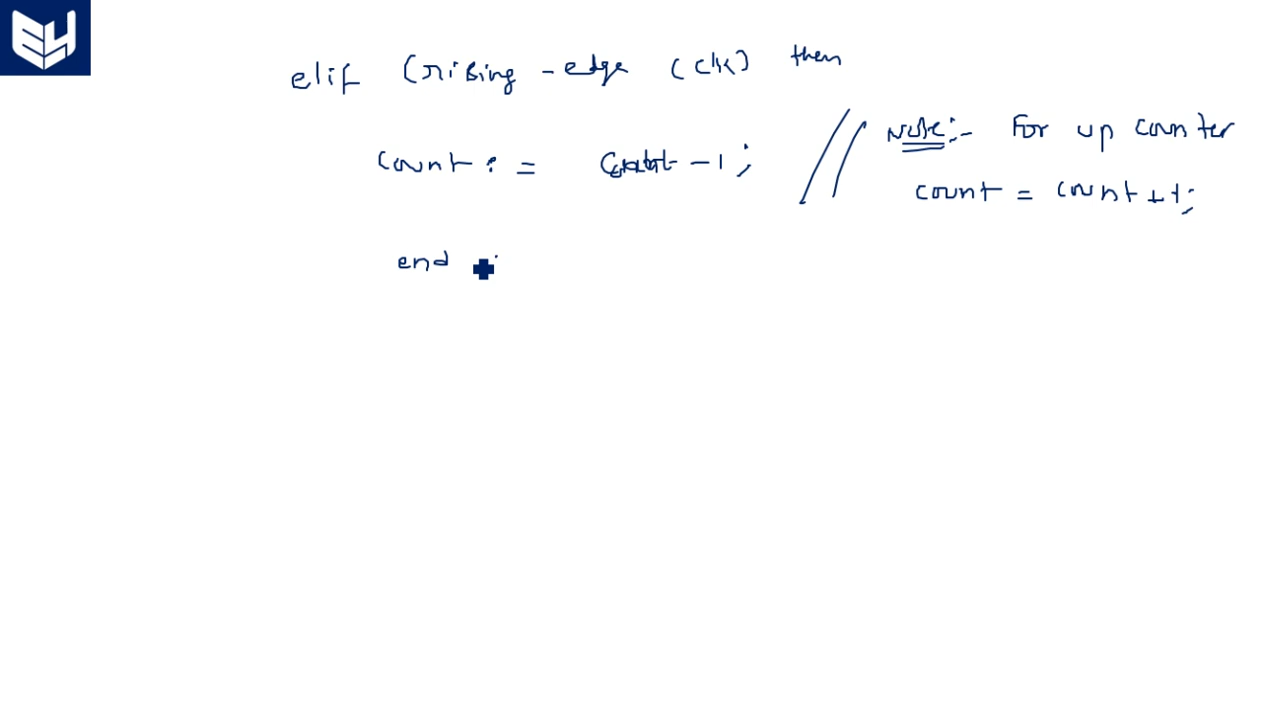 elif (rising-edge (clk) then
count := count -1; // Note:- For up counter
count = count ++1;
end